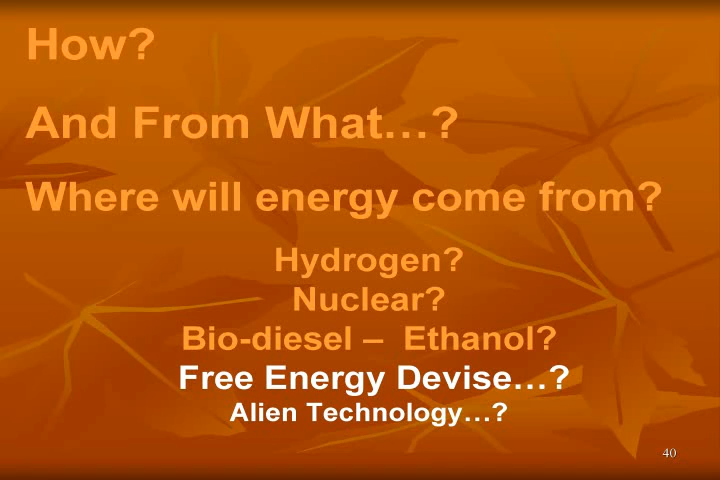 How?
And From What…?
Where will energy come from?
Hydrogen?
Nuclear?
Bio-diesel – Ethanol?
Free Energy Devise…?
Alien Technology…?
40